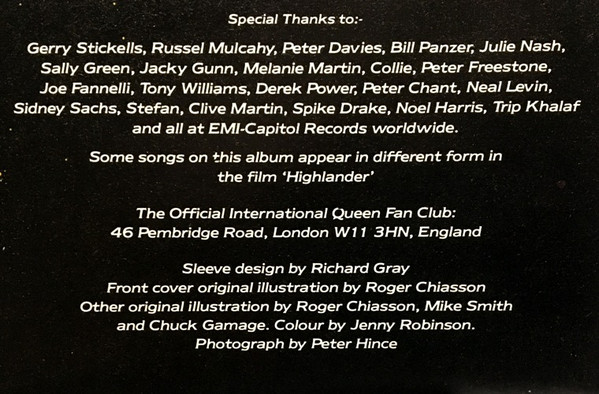 Special Thanks to:-
Gerry Stickells, Russel Mulcahy, Peter Davies, Bill Panzer, Julie Nash,
Sally Green, Jacky Gunn, Melanie Martin, Collie, Peter Freestone,
Joe Fannelli, Tony Williams, Derek Power, Peter Chant, Neal Levin,
Sidney Sachs, Stefan, Clive Martin, Spike Drake, Noel Harris, Trip Khalaf
and all at EMI-Capitol Records worldwide.
Some songs on this album appear in different form in
the film ‘Highlander’
The Official International Queen Fan Club:
46 Pembridge Road, London W11 3HN, England
Sleeve design by Richard Gray
Front cover original illustration by Roger Chiasson
Other original illustration by Roger Chiasson, Mike Smith
and Chuck Gamage. Colour by Jenny Robinson.
Photograph by Peter Hince